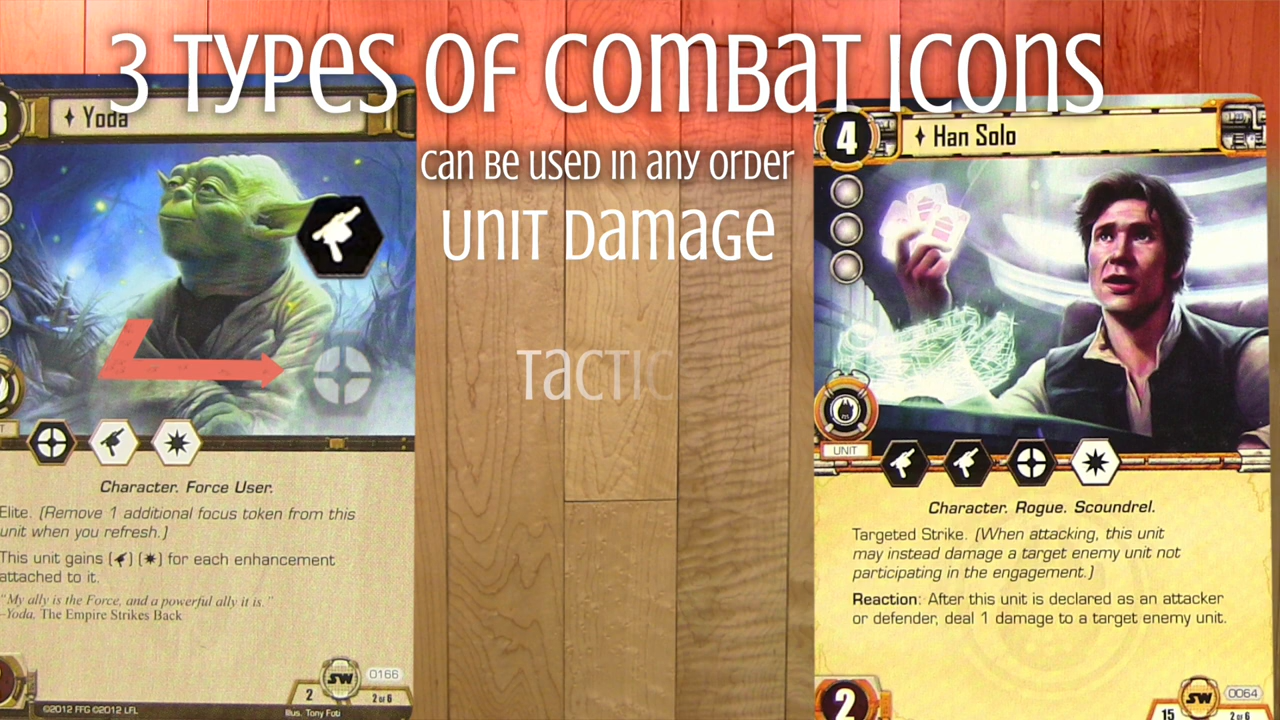 3 TYPES OF COMBAT ICONS
CAN BE USED IN ANY ORDER
UNIT DAMAGE
TACTIC
Yoda
Character. Force User.
Elite. (Remove 1 additional focus token from this
unit when you refresh.)
This unit gains ( ) ( ) for each enhancement
attached to it.
"My ally is the Force, and a powerful ally it is."
–Yoda, The Empire Strikes Back
SW
0166
2
2 of 6
©2012 FFG ©2012 LFL
Illus. Tony Foti
4
Han Solo
UNIT
Character. Rogue. Scoundrel.
Targeted Strike. (When attacking, this unit
may instead damage a target enemy unit not
participating in the engagement.)
Reaction: After this unit is declared as an attacker
or defender, deal 1 damage to a target enemy unit.
2
SW
0064
15
2 of 6